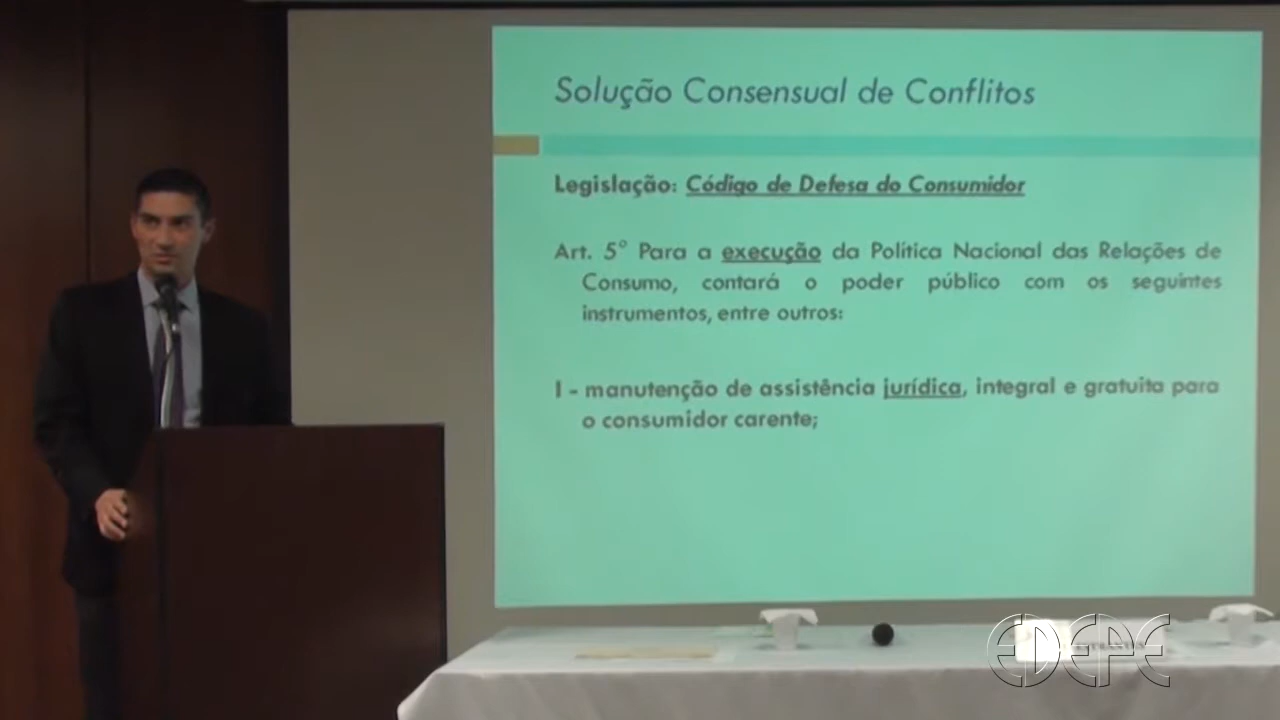 Solução Consensual de Conflitos
Legislação: Código de Defesa do Consumidor
Art. 5° Para a execução da Política Nacional das Relações de
Consumo, contará o poder público com os seguintes
instrumentos, entre outros:
I - manutenção de assistência jurídica, integral e gratuita para
o consumidor carente;
EDEPE